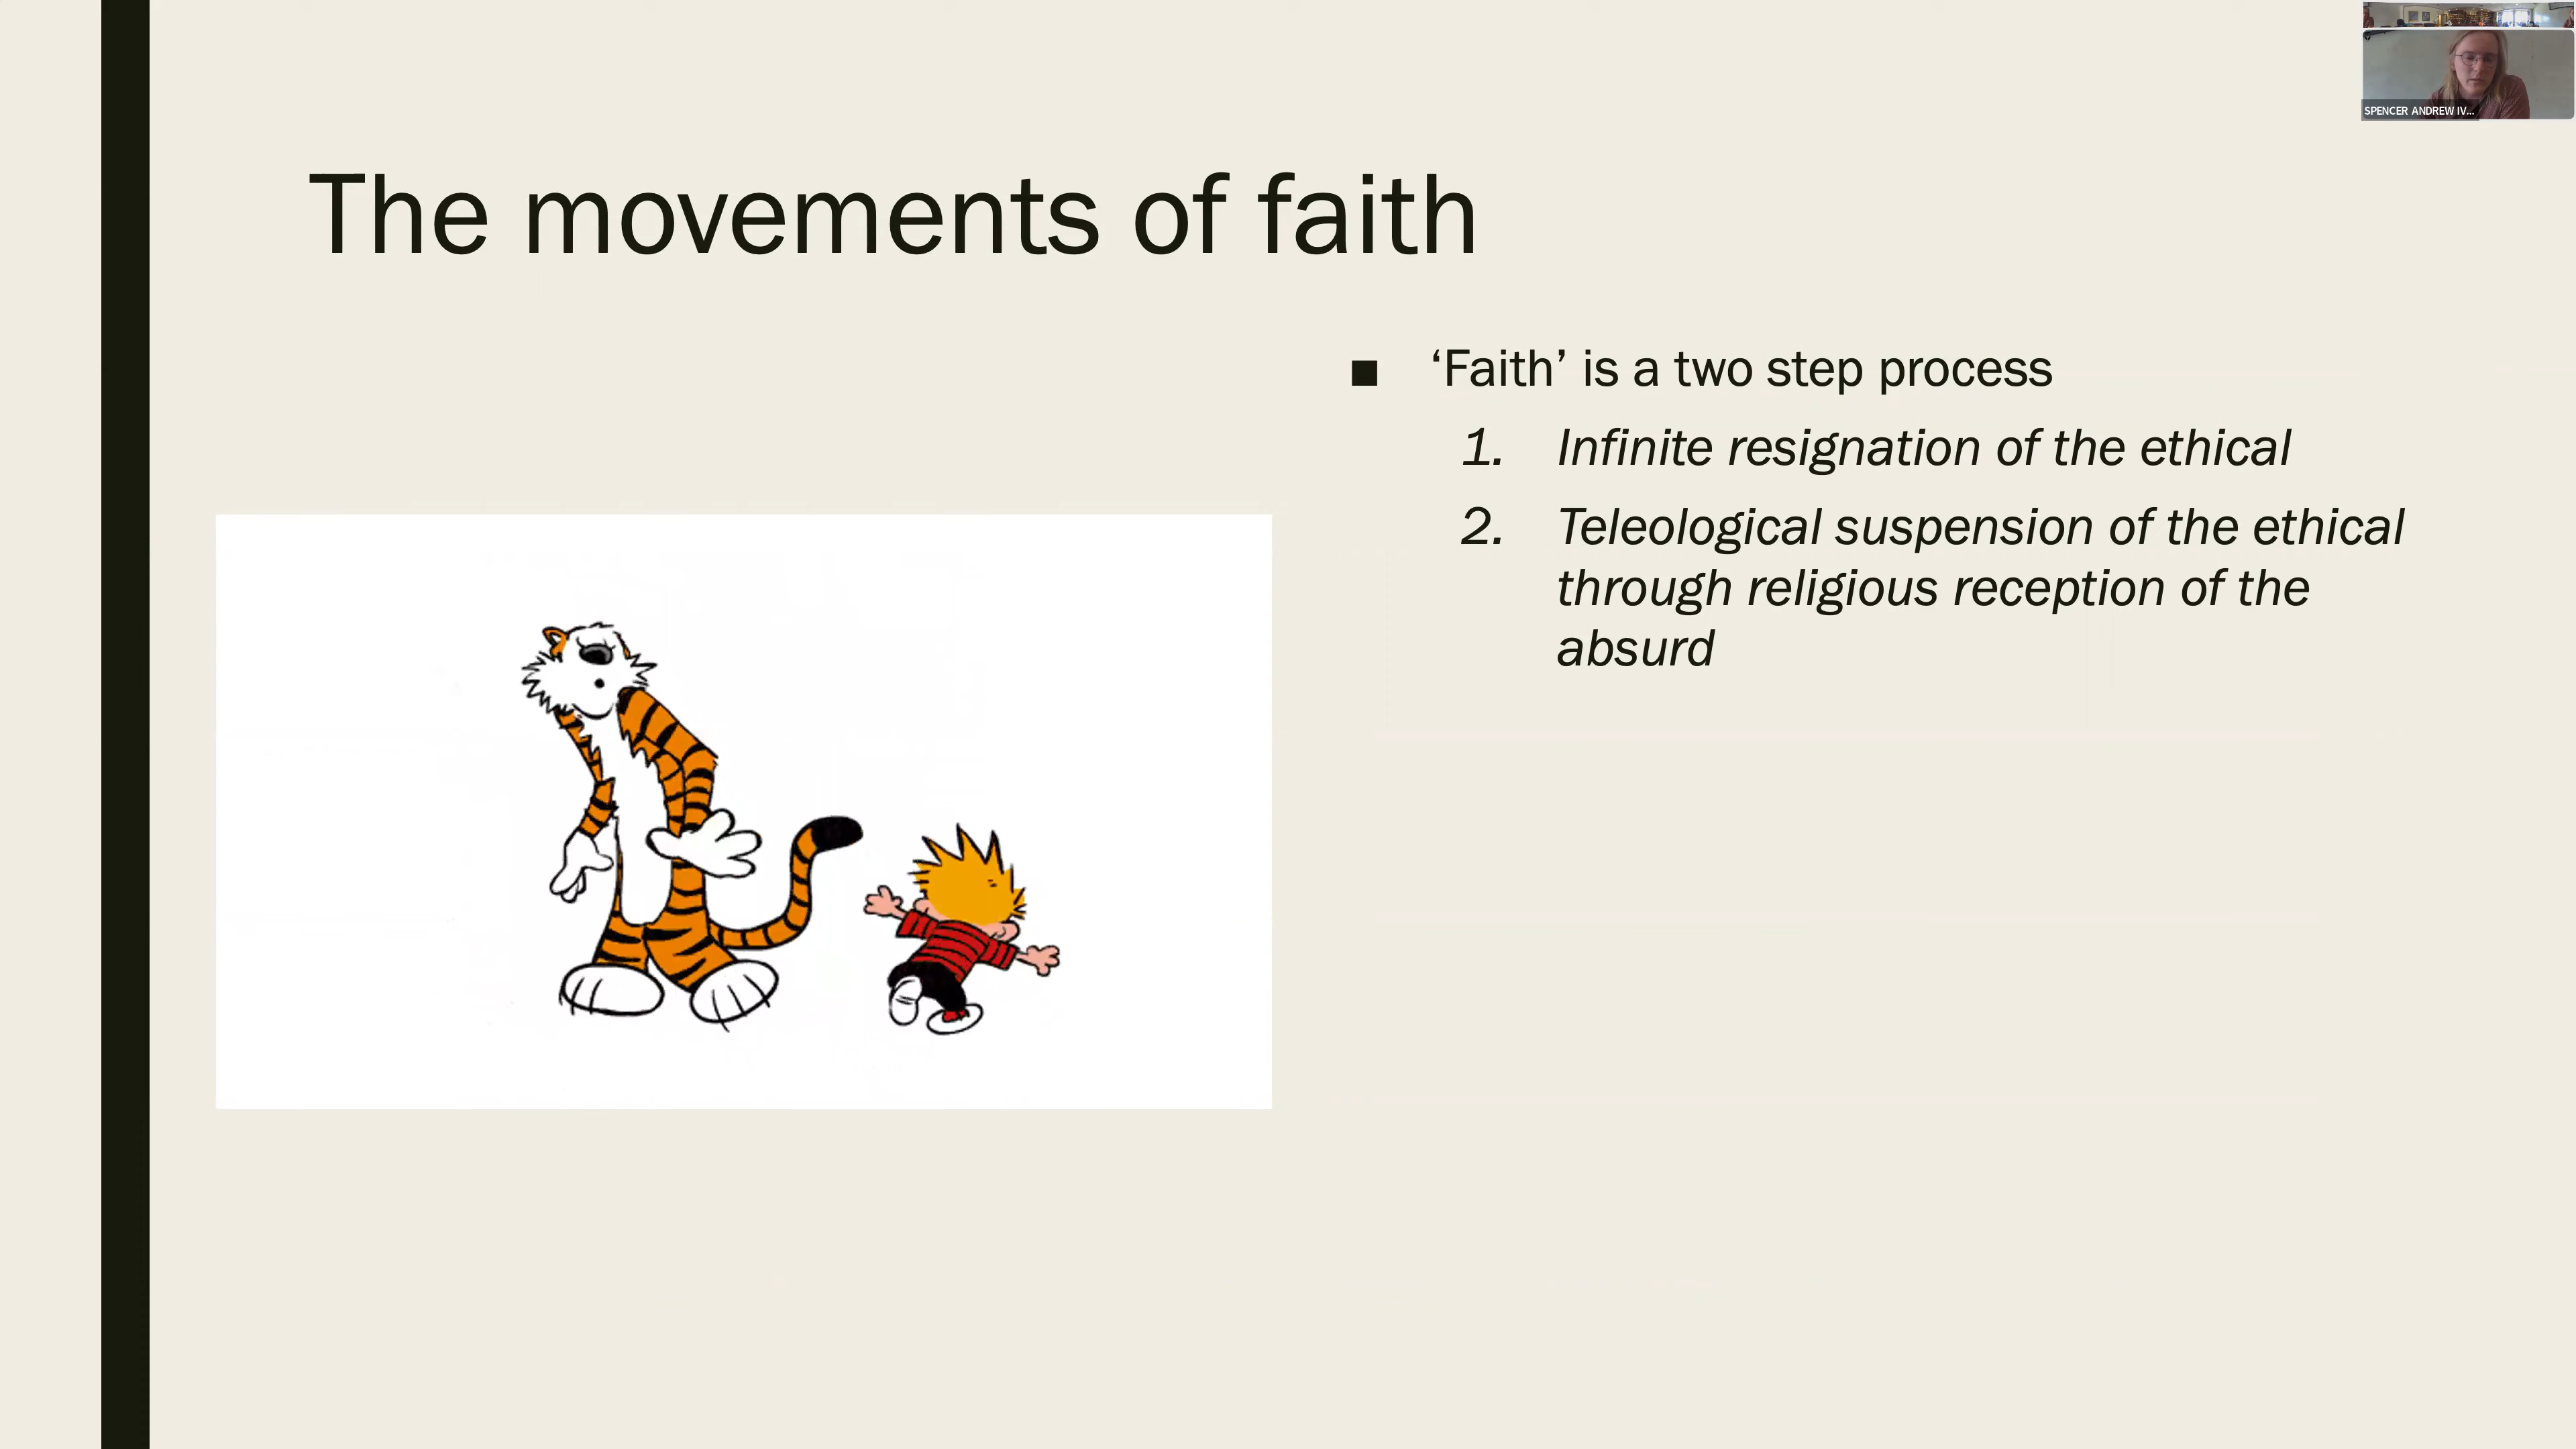 SPENCER ANDREW IV...
The movements of faith
■ ‘Faith’ is a two step process
1. Infinite resignation of the ethical
2. Teleological suspension of the ethical
through religious reception of the
absurd